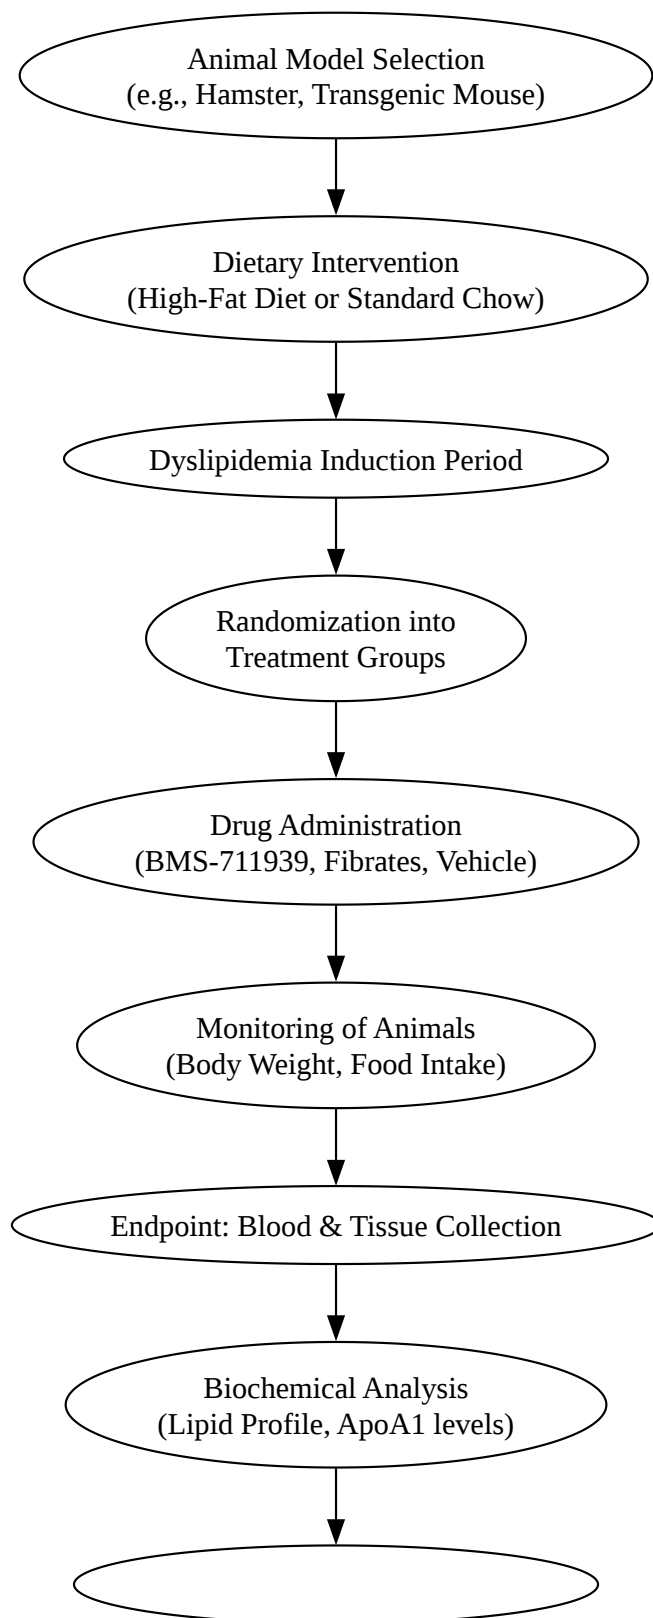 Animal Model Selection
(e.g., Hamster, Transgenic Mouse)
Dietary Intervention
(High-Fat Diet or Standard Chow)
Dyslipidemia Induction Period
Randomization into
Treatment Groups
Drug Administration
(BMS-711939, Fibrates, Vehicle)
Monitoring of Animals
(Body Weight, Food Intake)
Endpoint: Blood & Tissue Collection
Biochemical Analysis
(Lipid Profile, ApoA1 levels)